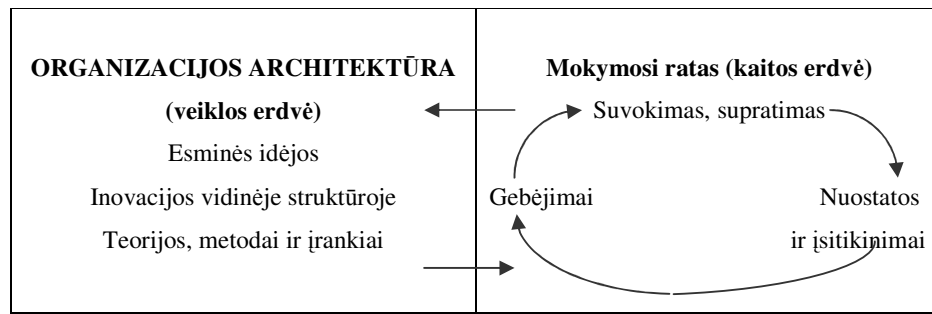 ORGANIZACIJOS ARCHITEKTŪRA
(veiklos erdvė)
Esminės idėjos
Inovacijos vidinėje struktūroje
Teorijos, metodai ir įrankiai
Mokymosi ratas (kaitos erdvė)
Suvokimas, supratimas
Gebėjimai
Nuostatos
ir įsitikinimai